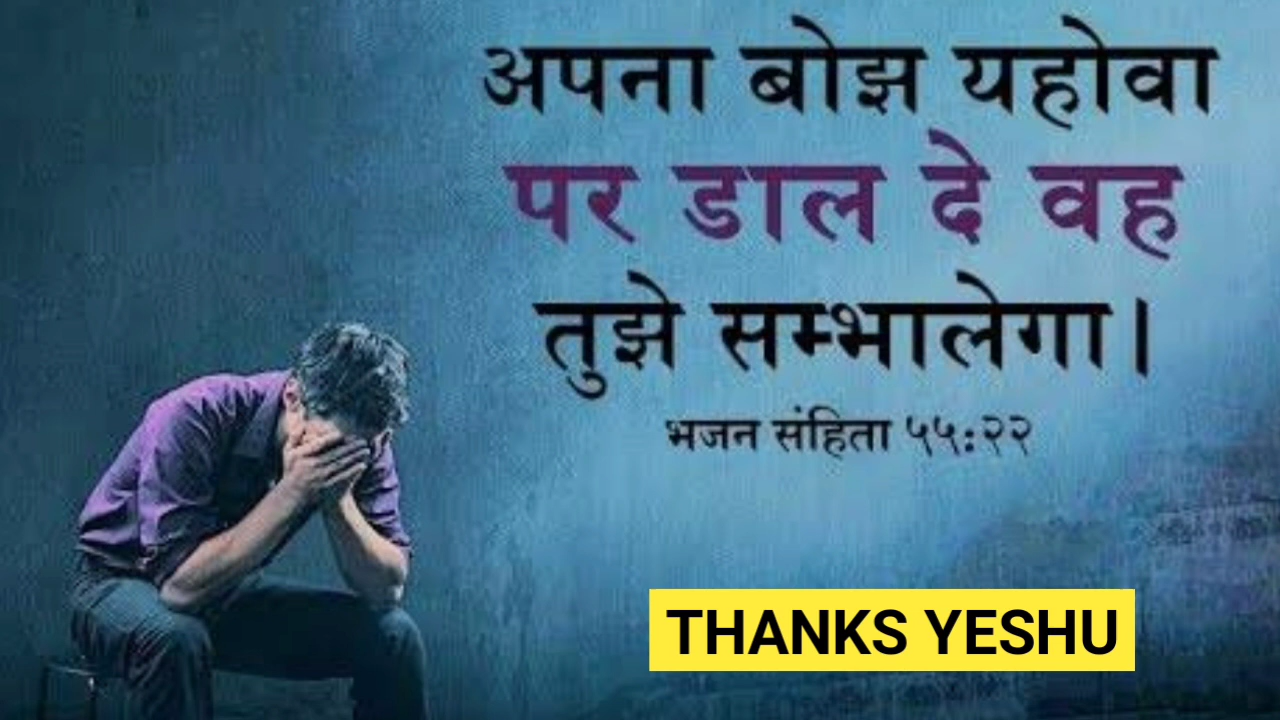 अपना बोझ यहोवा
पर डाल दे वह
तुझे सम्भालेगा।
भजन संहिता ५५:२२
THANKS YESHU